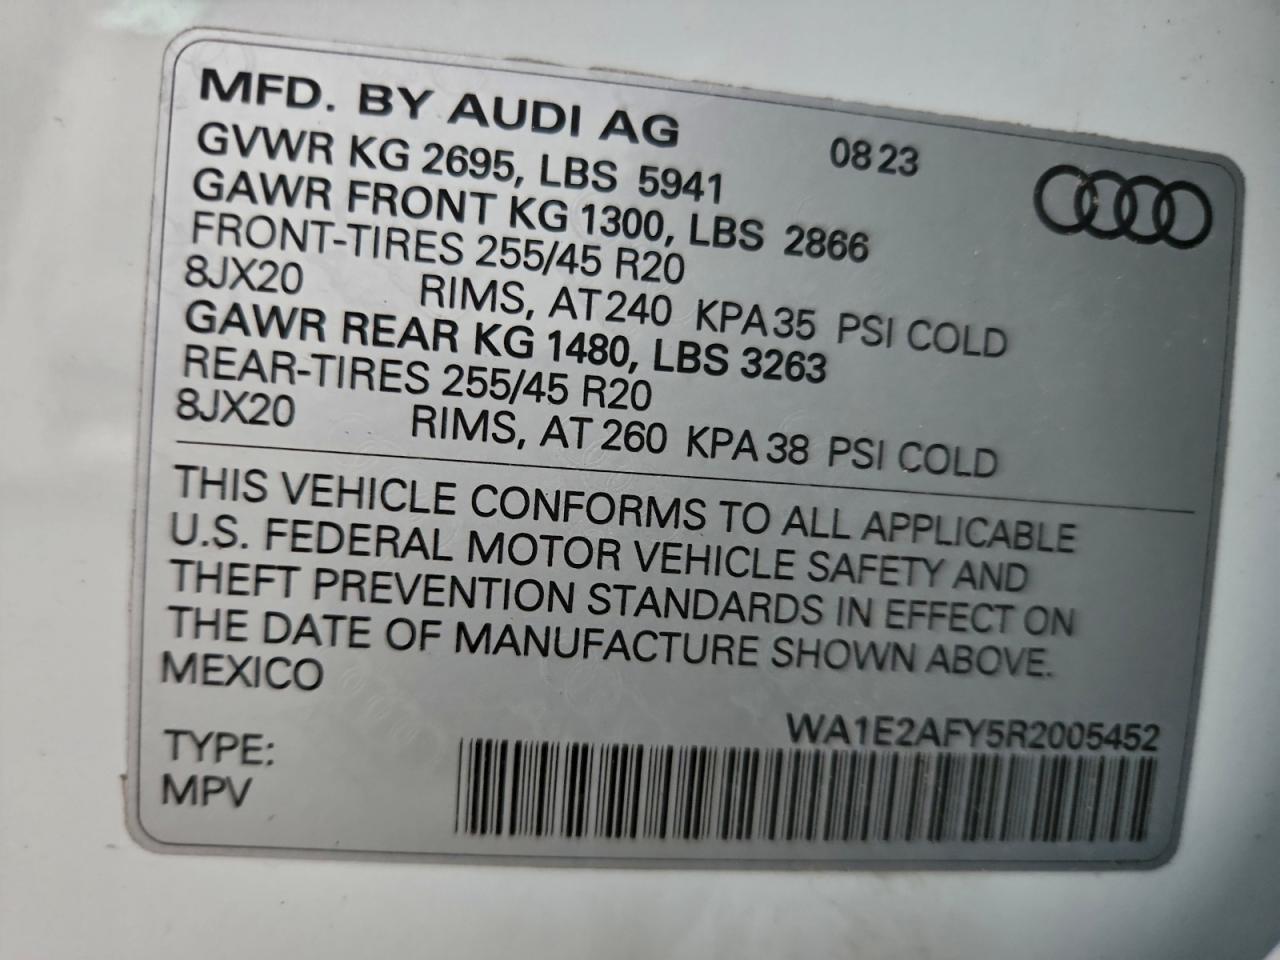 MFD. BY AUDI AG 08 23
GVWR KG 2695, LBS 5941
GAWR FRONT KG 1300, LBS 2866
FRONT-TIRES 255/45 R20
8JX20 RIMS, AT 240 KPA 35 PSI COLD
GAWR REAR KG 1480, LBS 3263
REAR-TIRES 255/45 R20
8JX20 RIMS, AT 260 KPA 38 PSI COLD
THIS VEHICLE CONFORMS TO ALL APPLICABLE
U.S. FEDERAL MOTOR VEHICLE SAFETY AND
THEFT PREVENTION STANDARDS IN EFFECT ON
THE DATE OF MANUFACTURE SHOWN ABOVE.
MEXICO
WA1E2AFY5R2005452
TYPE:
MPV